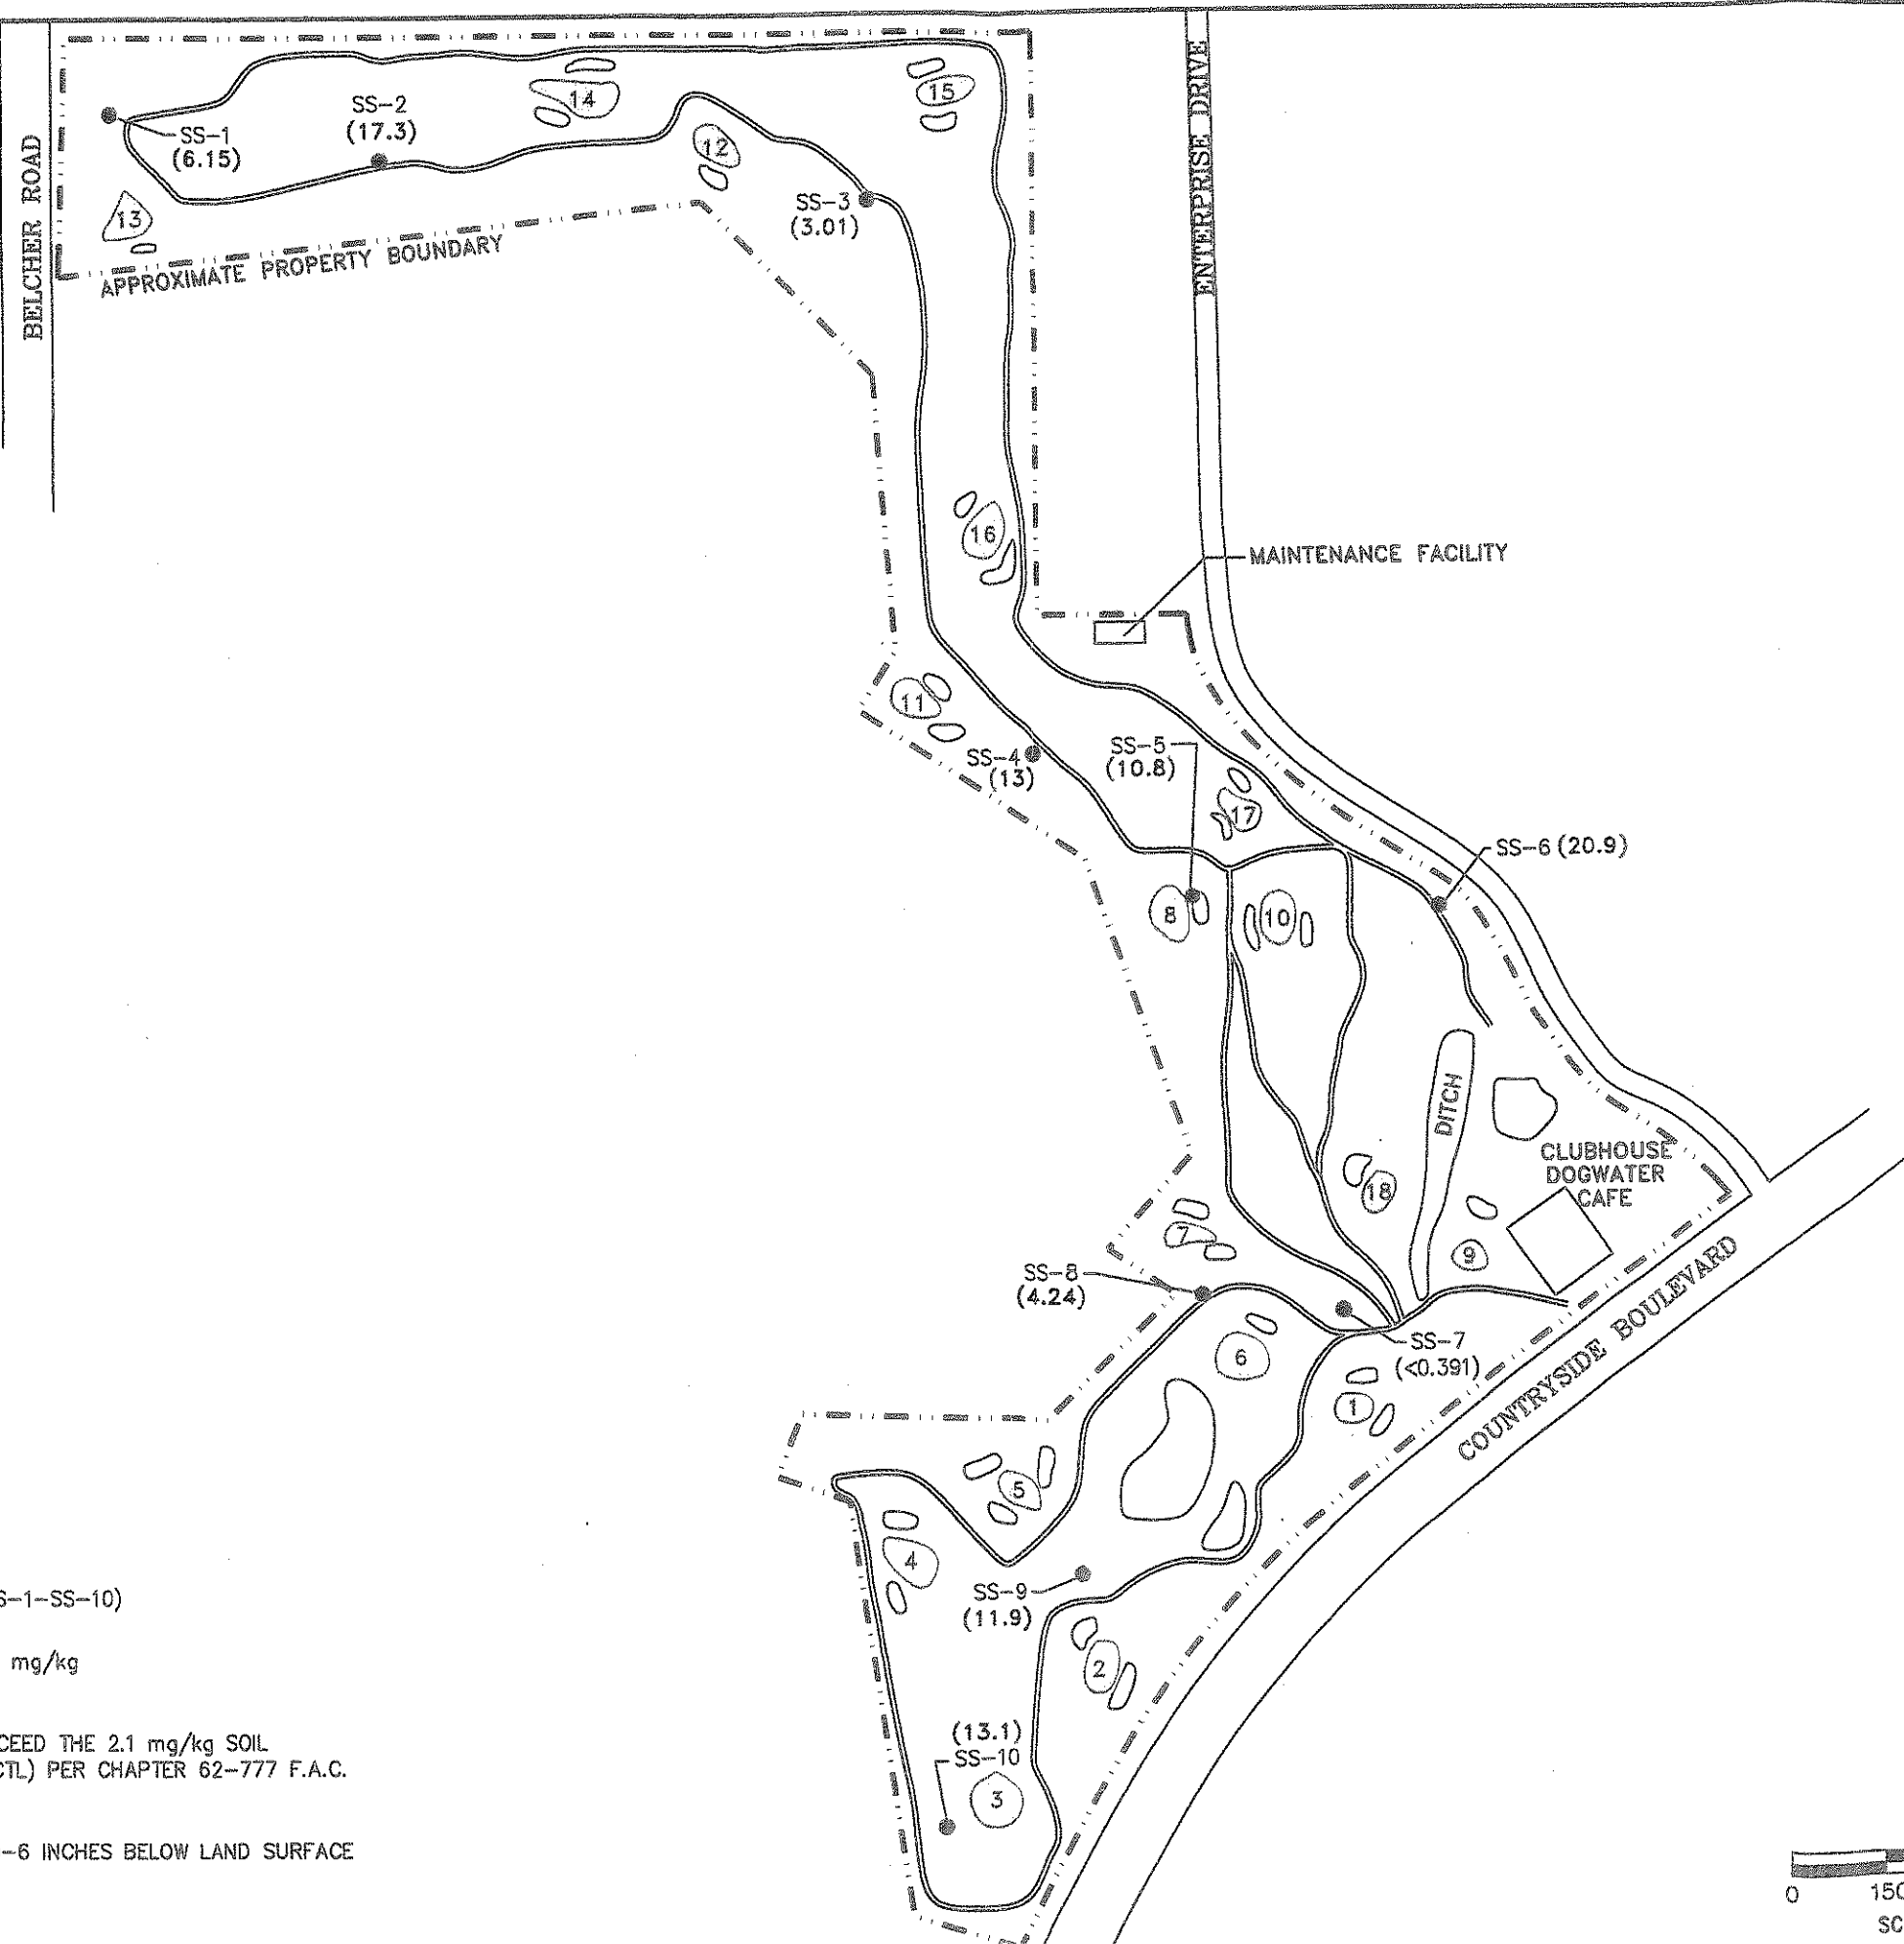 BELCHER ROAD
SS-1
(6.15)
SS-2
(17.3)
14
15
12
13
SS-3
(3.01)
APPROXIMATE PROPERTY BOUNDARY
ENTERPRISE DRIVE
16
MAINTENANCE FACILITY
11
SS-4
(13)
SS-5
(10.8)
17
SS-6 (20.9)
8
10
DITCH
CLUBHOUSE
DOGWATER
CAFE
18
7
9
SS-8
(4.24)
SS-7
(<0.391)
6
1
COUNTRYSIDE BOULEVARD
5
4
SS-9
(11.9)
2
(13.1)
SS-10
3
S-1-SS-10)
mg/kg
CEED THE 2.1 mg/kg SOIL
CTL) PER CHAPTER 62-777 F.A.C.
-6 INCHES BELOW LAND SURFACE
0
150
SC